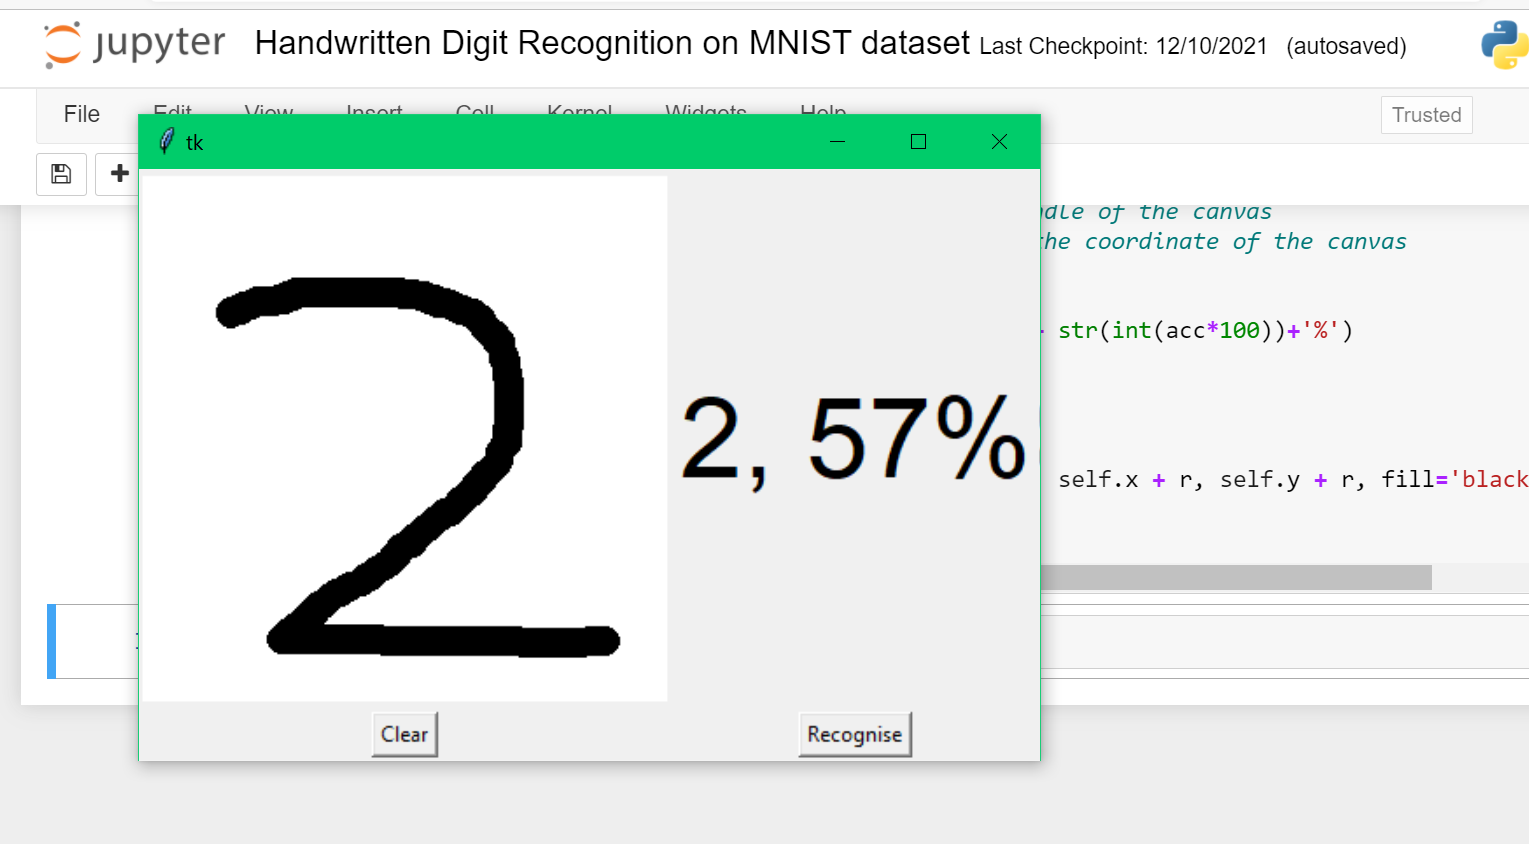 jupyter Handwritten Digit Recognition on MNIST dataset Last Checkpoint: 12/10/2021 (autosaved)
File Edit View Insert Cell Kernel Widgets Help Trusted
tk
of the canvas
the coordinate of the canvas
str(int(acc*100))+'%')
2
2, 57%
self.x + r, self.y + r, fill='black
Clear Recognise